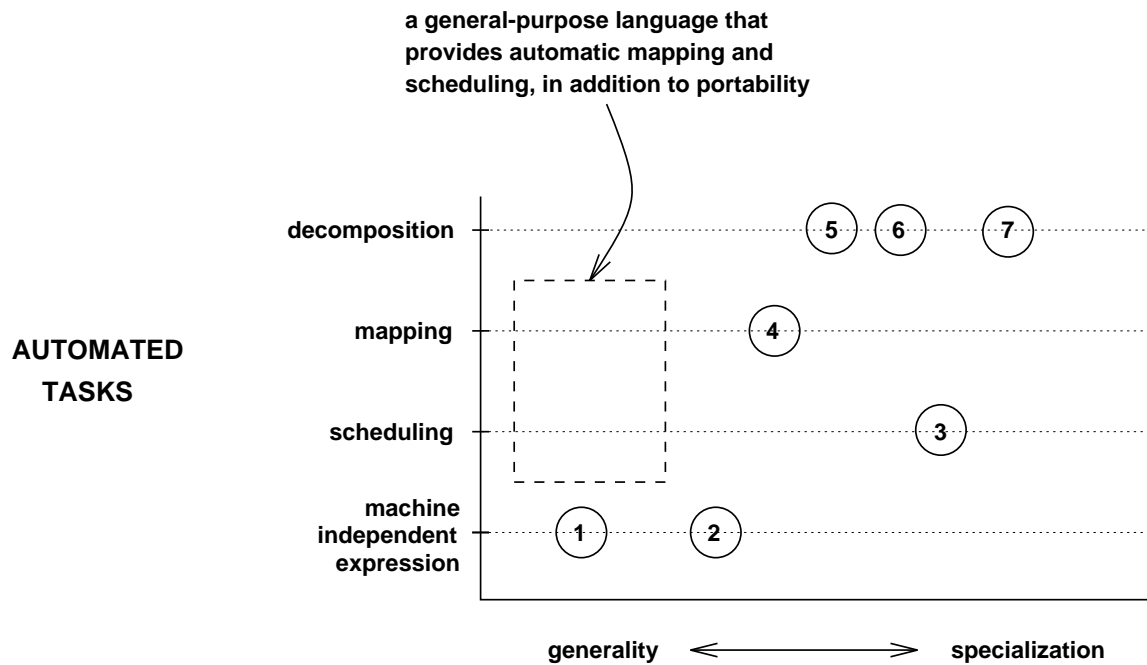 a general-purpose language that
provides automatic mapping and
scheduling, in addition to portability
decomposition
5 6 7
mapping
4
AUTOMATED
TASKS
scheduling
3
machine
independent
expression
1 2
generality
specialization